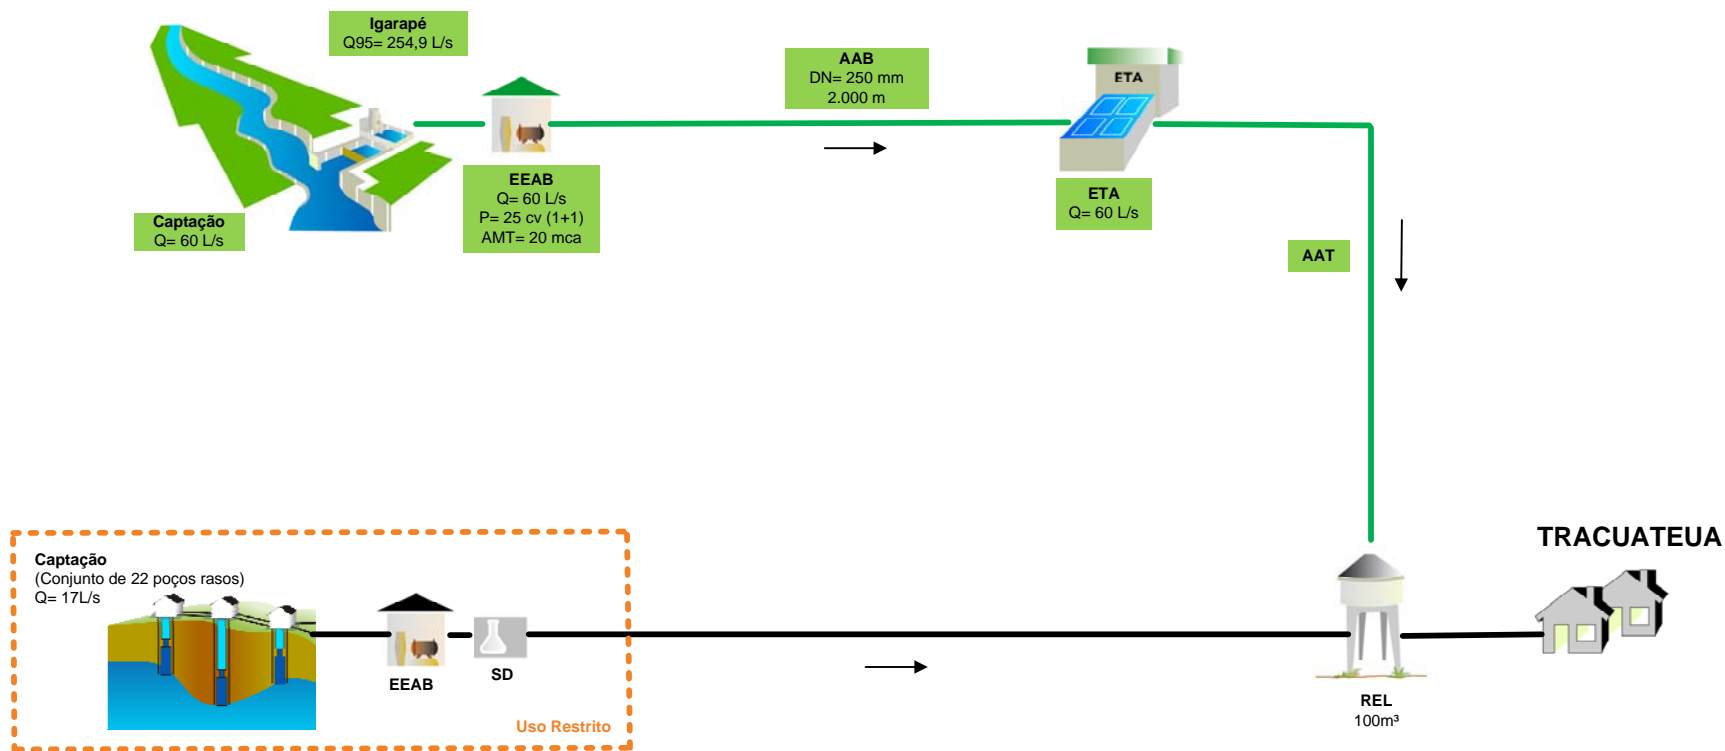 Igarapé
Q95= 254,9 L/s
AAB
DN= 250 mm
2.000 m
ETA
EEAB
Q= 60 L/s
P= 25 cv (1+1)
AMT= 20 mca
ETA
Q= 60 L/s
Captação
Q= 60 L/s
AAT
TRACUATEUA
Captação
(Conjunto de 22 poços rasos)
Q= 17L/s
EEAB
SD
Uso Restrito
REL
100m³